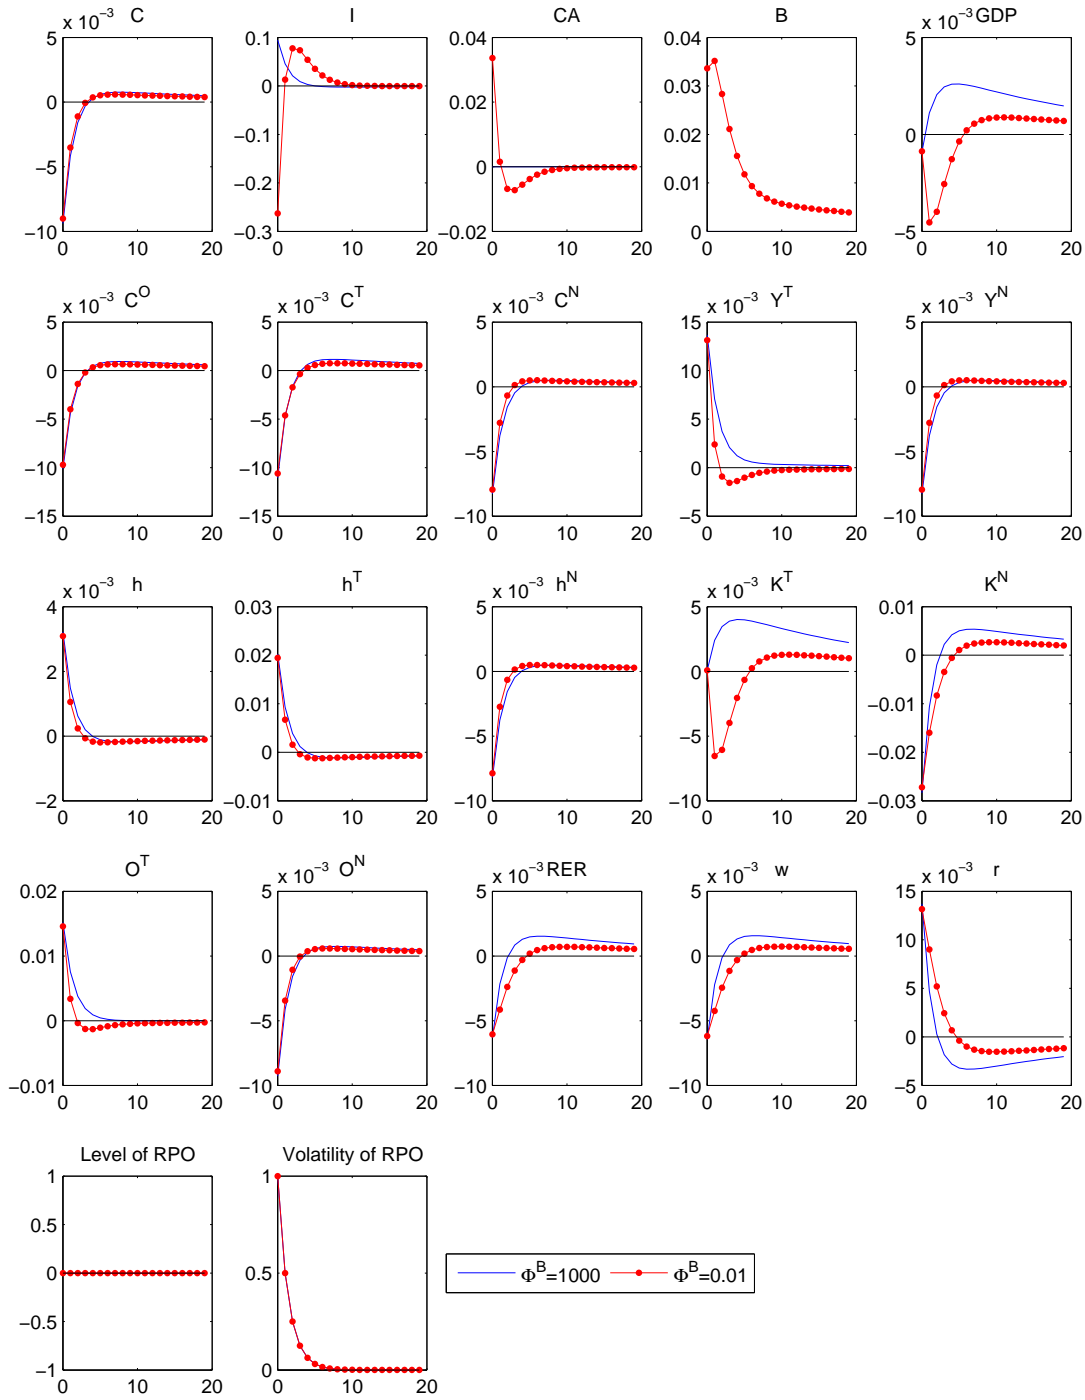 x 10^-3 C
5
0
−5
−10
0 10 20
I
0.1
0
−0.1
−0.2
−0.3
0 10 20
CA
0.04
0.02
0
−0.02
0 10 20
B
0.04
0.03
0.02
0.01
0
0 10 20
x 10^-3 GDP
5
0
−5
0 10 20
x 10^-3 C^O
5
0
−5
−10
−15
0 10 20
x 10^-3 C^T
5
0
−5
−10
−15
0 10 20
x 10^-3 C^N
5
0
−5
−10
0 10 20
x 10^-3 Y^T
15
10
5
0
−5
0 10 20
x 10^-3 Y^N
5
0
−5
−10
0 10 20
x 10^-3 h
4
2
0
−2
0 10 20
h^T
0.03
0.02
0.01
0
−0.01
0 10 20
x 10^-3 h^N
5
0
−5
−10
0 10 20
x 10^-3 K^T
5
0
−5
−10
0 10 20
K^N
0.01
0
−0.01
−0.02
−0.03
0 10 20
O^T
0.02
0.01
0
−0.01
0 10 20
x 10^-3 O^N
5
0
−5
−10
0 10 20
x 10^-3 RER
5
0
−5
−10
0 10 20
x 10^-3 w
5
0
−5
−10
0 10 20
x 10^-3 r
15
10
5
0
−5
0 10 20
Level of RPO
1
0.5
0
−0.5
−1
0 10 20
Volatility of RPO
1
0.5
0
0 10 20
Φ^B=1000 Φ^B=0.01